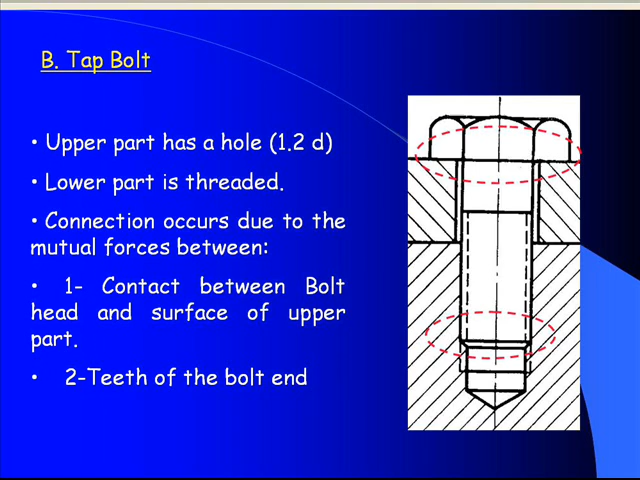 B. Tap Bolt
• Upper part has a hole (1.2 d)
• Lower part is threaded.
• Connection occurs due to the
mutual forces between:
• 1- Contact between Bolt
head and surface of upper
part.
• 2-Teeth of the bolt end